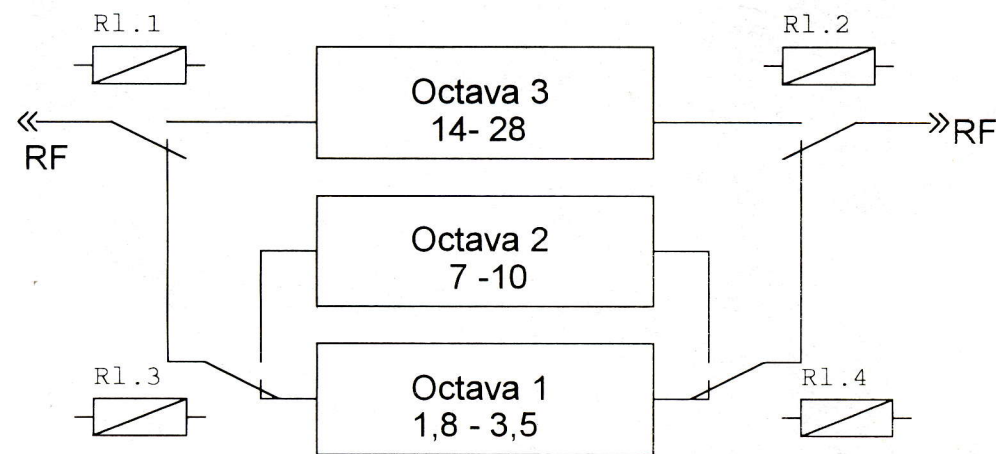 Rl.1
Rl.2
Octava 3
14- 28
RF
RF
Octava 2
7 -10
Rl.3
Rl.4
Octava 1
1,8 - 3,5